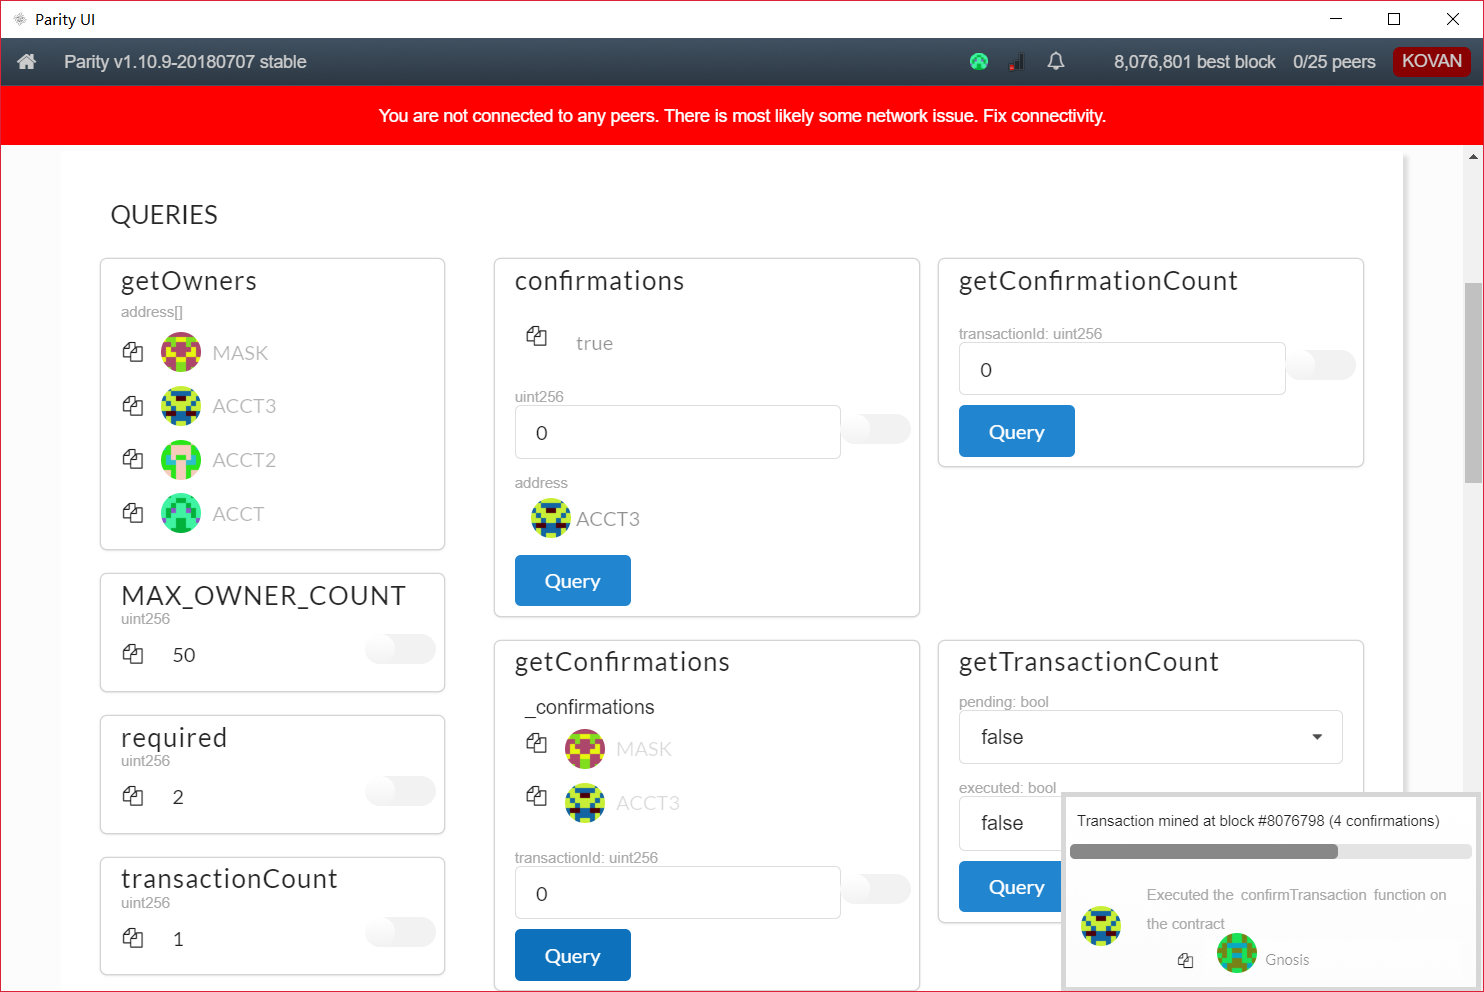 Parity UI
Parity v1.10.9-20180707 stable
8,076,801 best block
0/25 peers
KOVAN
You are not connected to any peers. There is most likely some network issue. Fix connectivity.
QUERIES
getOwners
address[]
MASK
ACCT3
ACCT2
ACCT
MAX_OWNER_COUNT
uint256
50
required
uint256
2
transactionCount
uint256
1
confirmations
true
uint256
0
address
ACCT3
Query
getConfirmations
_confirmations
MASK
ACCT3
transactionId: uint256
0
Query
getConfirmationCount
transactionId: uint256
0
Query
getTransactionCount
pending: bool
false
executed: bool
false
Query
Transaction mined at block #8076798 (4 confirmations)
Executed the confirmTransaction function on
the contract
Gnosis